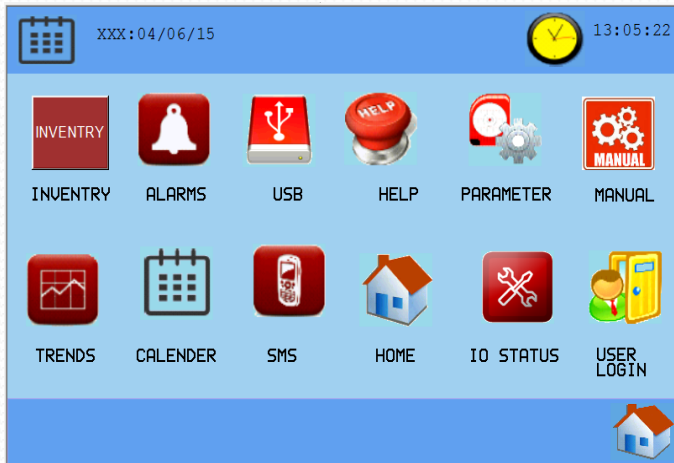 XXX:04/06/15
13:05:22
INVENTRY
HELP
MANUAL
INVENTRY ALARMS USB HELP PARAMETER MANUAL
TRENDS CALENDER SMS HOME IO STATUS USER
LOGIN